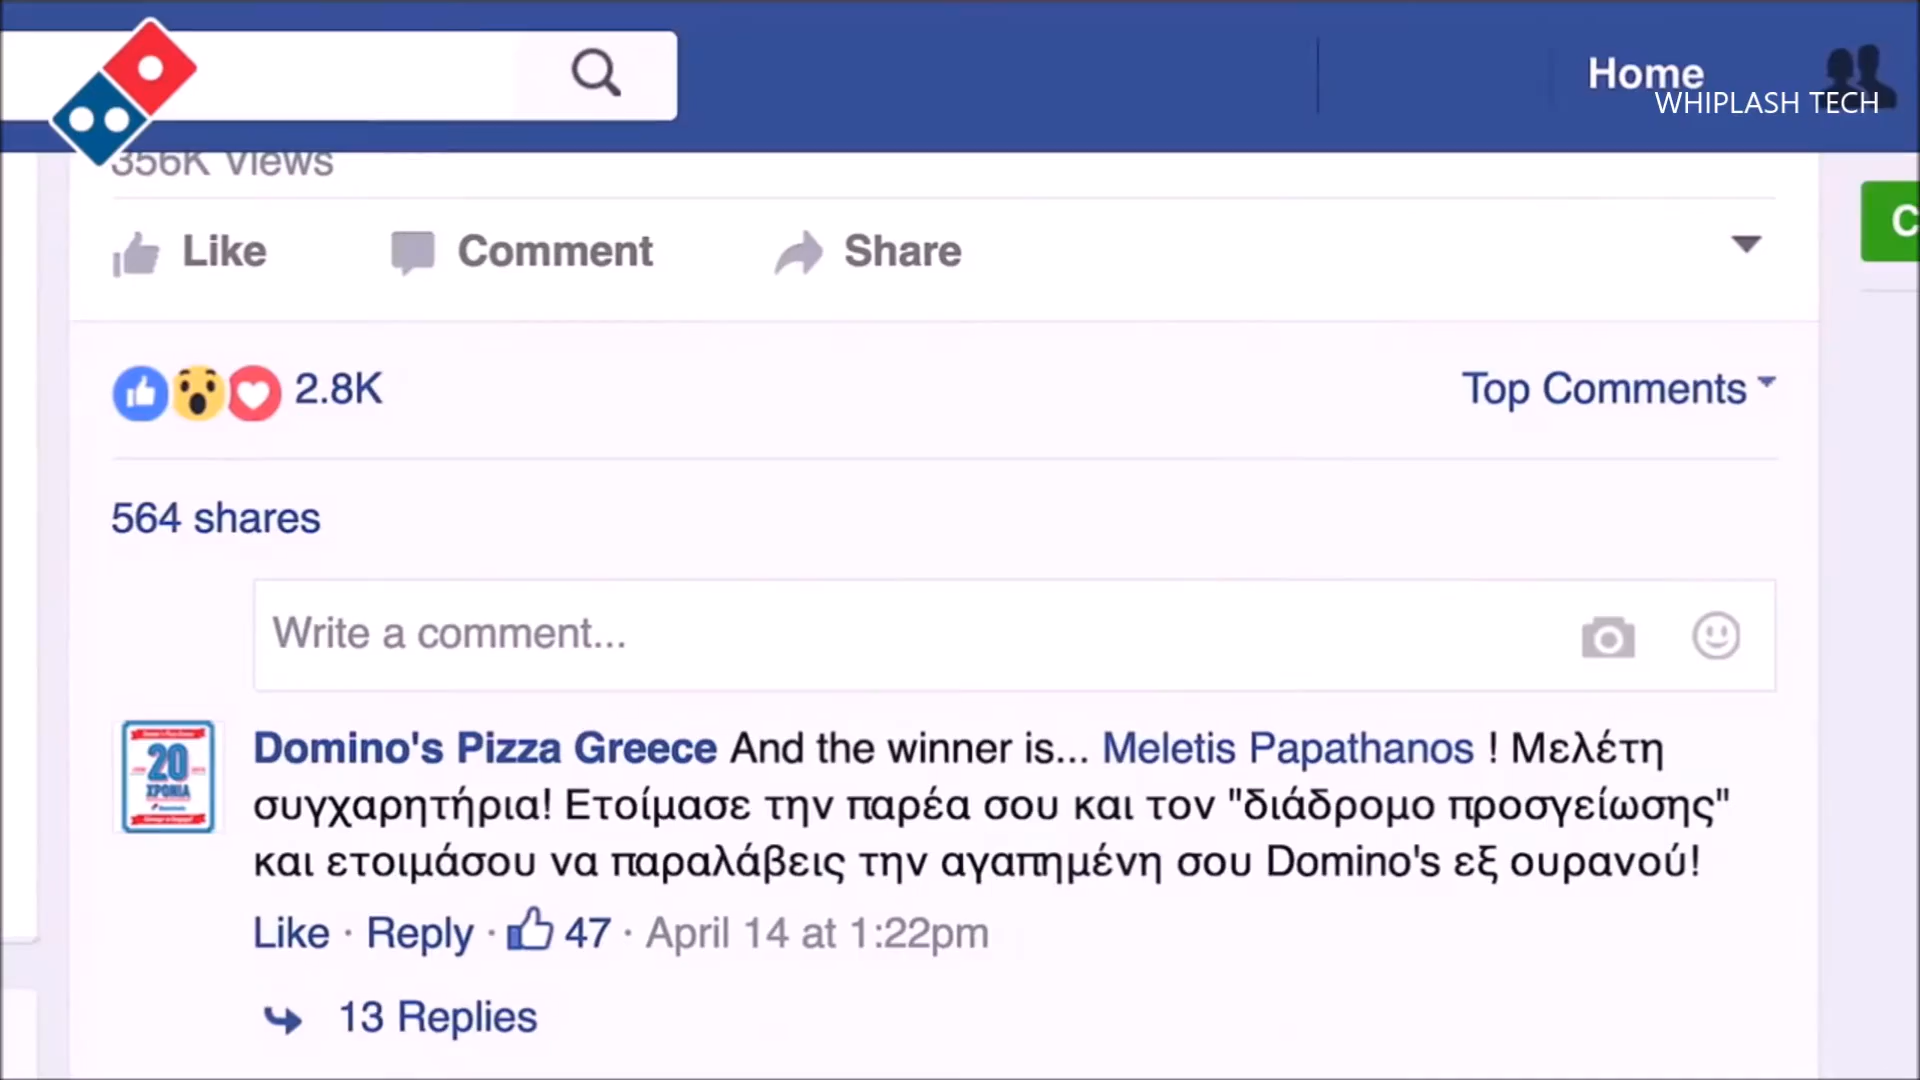 Home
WHIPLASH TECH
356K Views
Like Comment Share
C
2.8K Top Comments
564 shares
Write a comment...
20
ΧΡΟΝΙΑ
Domino's Pizza Greece And the winner is... Meletis Papathanos ! Μελέτη
συγχαρητήρια! Ετοίμασε την παρέα σου και τον "διάδρομο προσγείωσης"
και ετοιμάσου να παραλάβεις την αγαπημένη σου Domino's εξ ουρανού!
Like · Reply · 47 · April 14 at 1:22pm
13 Replies